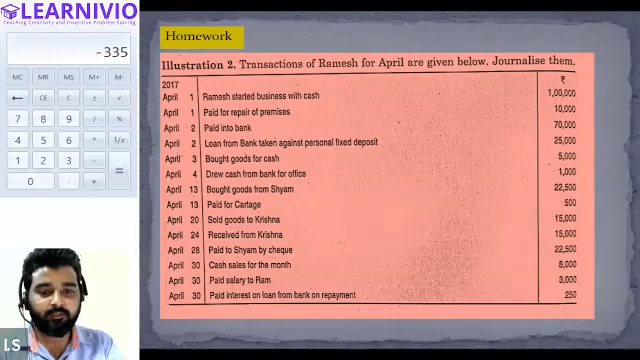 LEARNIVIO
Teaching Creativity and Inventive Problem Solving
-335
MC MR MS M+ M-
← CE C ± √
7 8 9 / %
4 5 6 * 1/x
1 2 3 - =
0 . +
Homework
Illustration 2. Transactions of Ramesh for April are given below. Journalise them.
2017 ₹
April 1 Ramesh started business with cash 1,00,000
April 1 Paid for repair of premises 10,000
April 2 Paid into bank 70,000
April 2 Loan from Bank taken against personal fixed deposit 25,000
April 3 Bought goods for cash 5,000
April 4 Drew cash from bank for office 1,000
April 13 Bought goods from Shyam 22,500
April 13 Paid for Cartage 500
April 20 Sold goods to Krishna 15,000
April 24 Received from Krishna 15,000
April 28 Paid to Shyam by cheque 22,500
April 30 Cash sales for the month 8,000
April 30 Paid salary to Ram 3,000
April 30 Paid interest on loan from bank on repayment 250
I.S